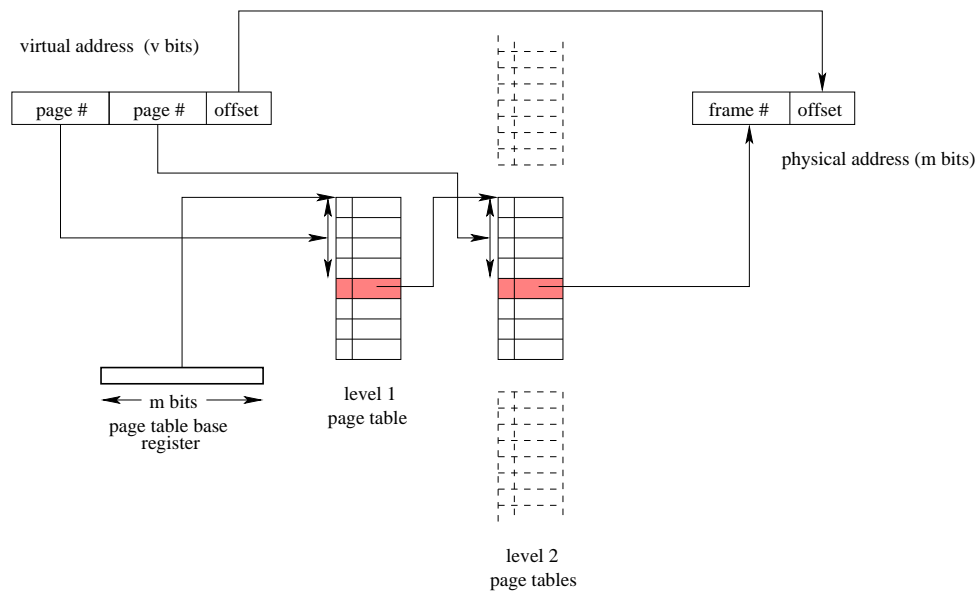 virtual address (v bits)
page #
page #
offset
frame #
offset
physical address (m bits)
m bits
page table base
register
level 1
page table
level 2
page tables